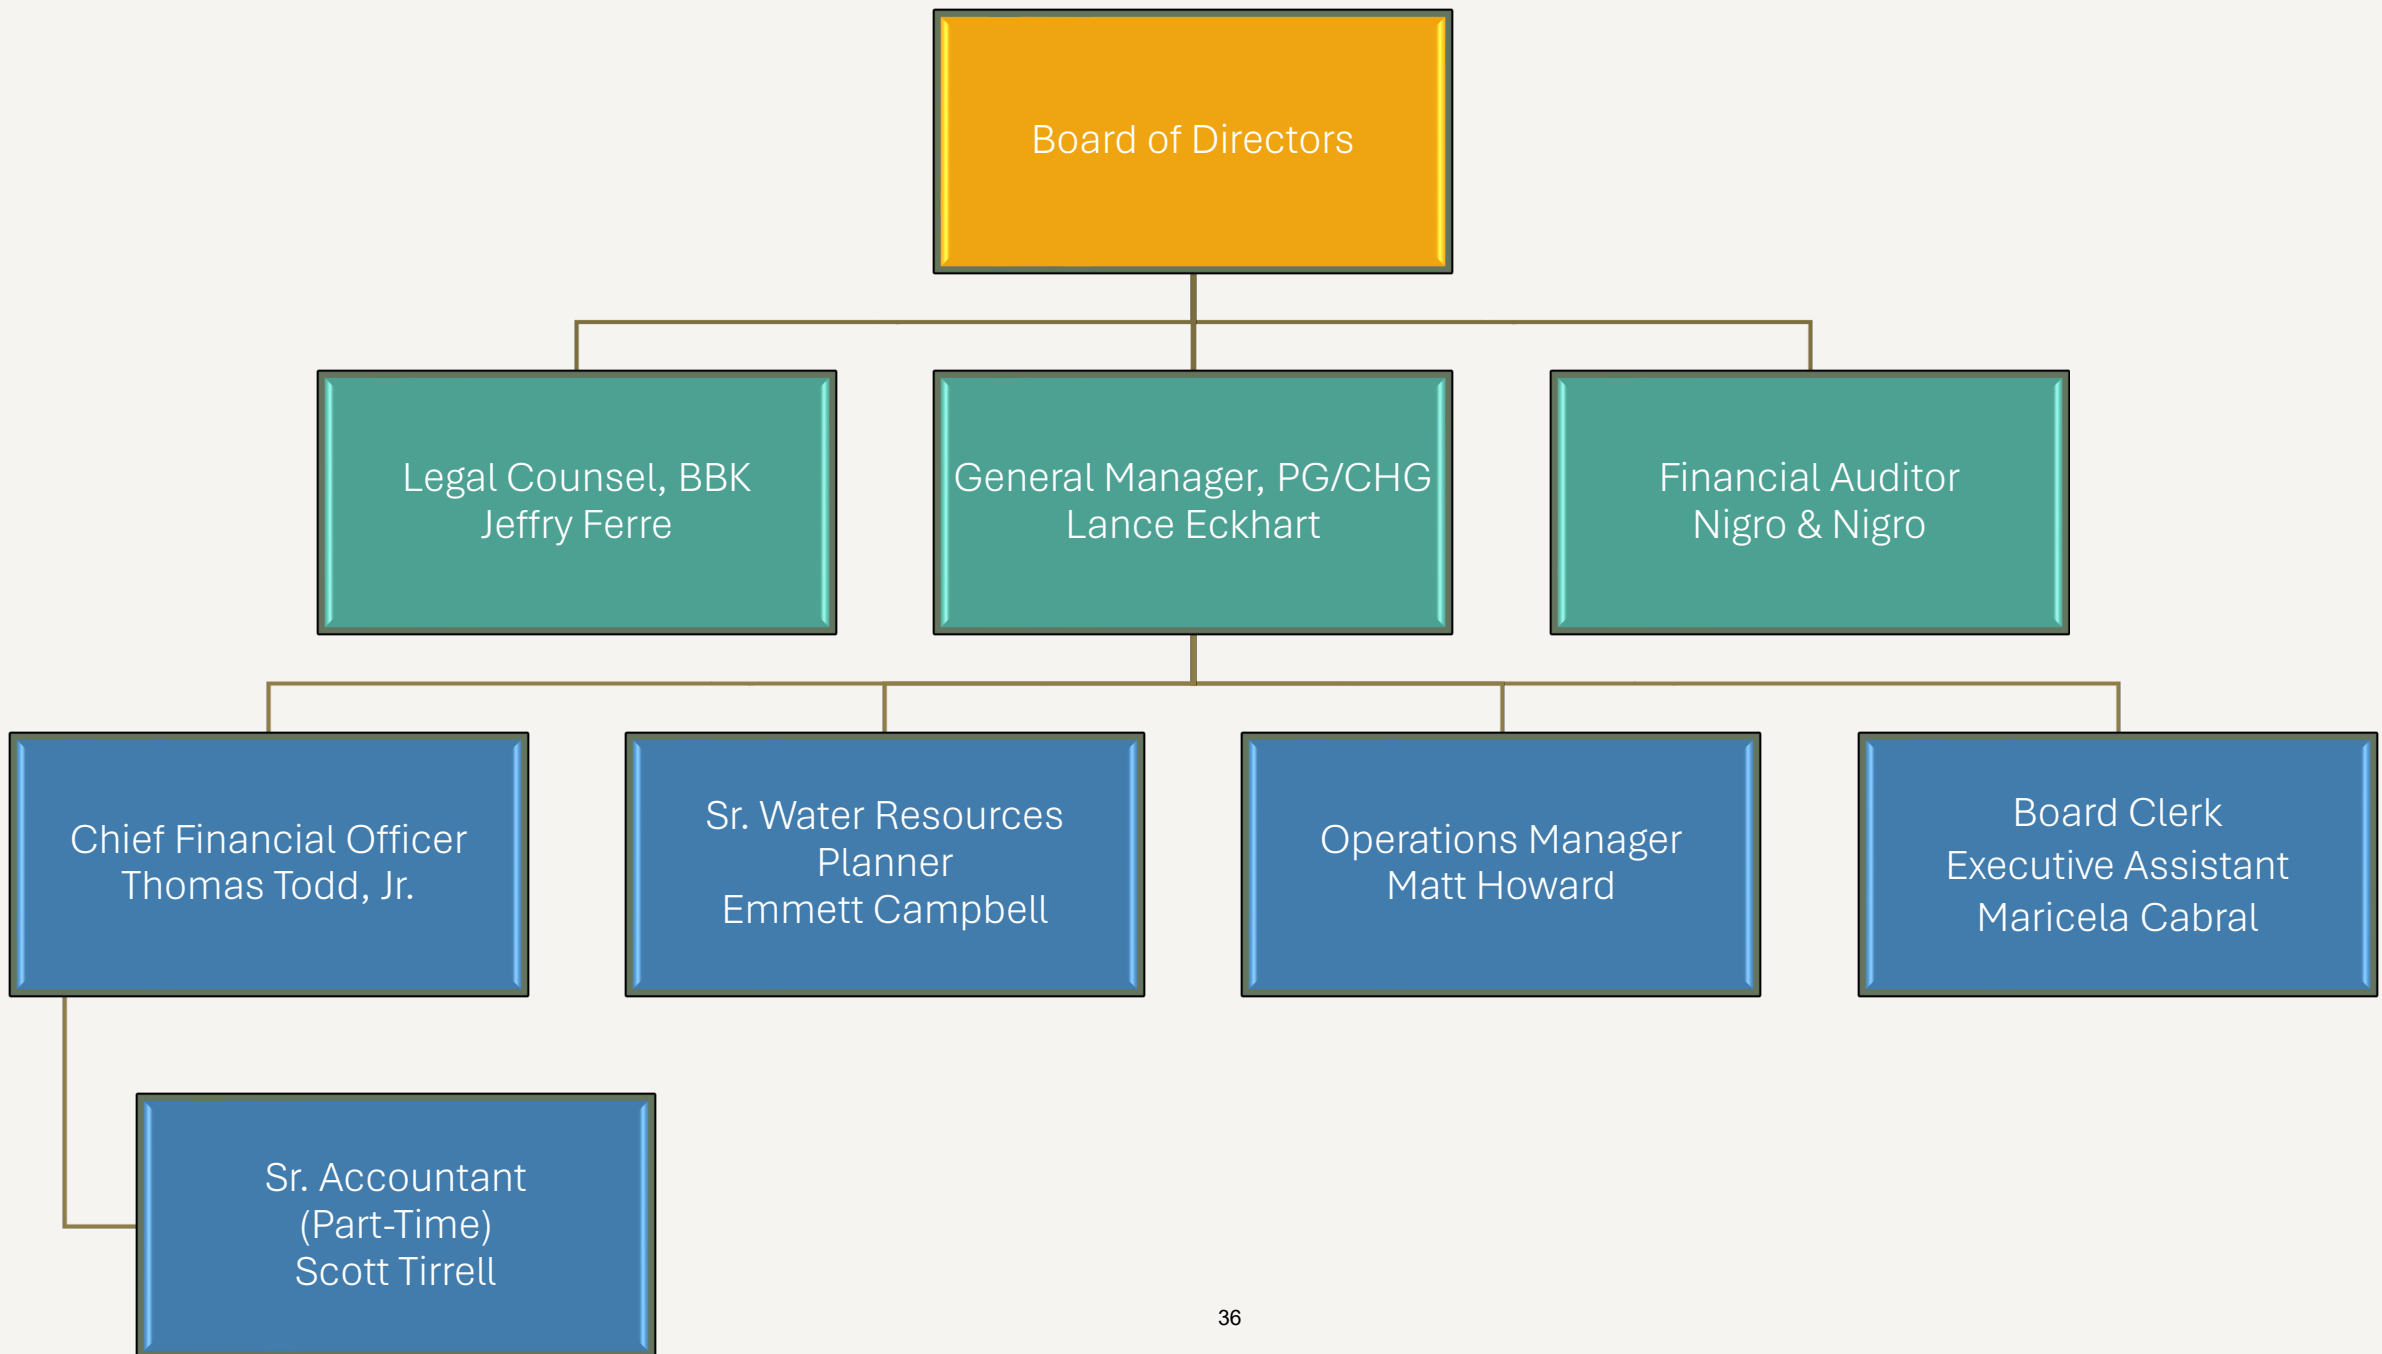 Board of Directors
Legal Counsel, BBK
Jeffry Ferre
General Manager, PG/CHG
Lance Eckhart
Financial Auditor
Nigro & Nigro
Chief Financial Officer
Thomas Todd, Jr.
Sr. Water Resources
Planner
Emmett Campbell
Operations Manager
Matt Howard
Board Clerk
Executive Assistant
Maricela Cabral
Sr. Accountant
(Part-Time)
Scott Tirrell
36